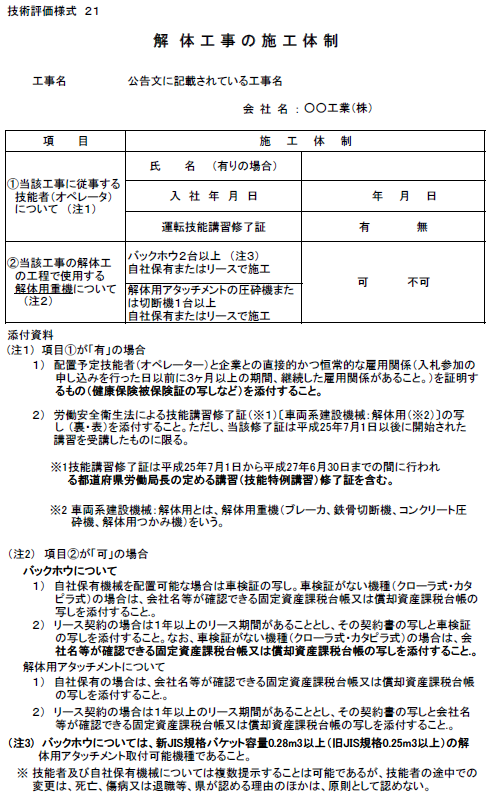 技術評価様式 21
解体工事の施工体制
工事名 公告文に記載されている工事名
会社名：〇〇工業(株)
項目 施工体制
①当該工事に従事する
技能者(オペレータ)
について (注1)
氏名 (有りの場合)
入社年月日 年 月 日
運転技能講習修了証 有 無
②当該工事の解体工
の工程で使用する
解体用重機について
(注2)
バックホウ2台以上 (注3)
自社保有またはリースで施工
解体用アタッチメントの圧砕機また
は切断機1台以上
自社保有またはリースで施工
可 不可
添付資料
(注1) 項目①が「有」の場合
1) 配置予定技能者(オペレーター)と企業との直接的かつ恒常的な雇用関係(入札参加の
申し込みを行った日以前に3ヶ月以上の期間、継続した雇用関係があること。)を証明す
るもの(健康保険被保険証の写しなど)を添付すること。
2) 労働安全衛生法による技能講習修了証(※1)〔車両系建設機械：解体用(※2)〕の写
し(裏・表)を添付すること。ただし、当該修了証は平成25年7月1日以後に開始された
講習を受講したものに限る。
※1技能講習修了証は平成25年7月1日から平成27年6月30日までの間に行われ
る都道府県労働局長の定める講習(技能特例講習)修了証を含む。
※2 車両系建設機械：解体用とは、解体用重機(ブレーカ、鉄骨切断機、コンクリート圧
砕機、解体用つかみ機)をいう。
(注2) 項目②が「可」の場合
バックホウについて
1) 自社保有機械を配置可能な場合は車検証の写し。車検証がない機種(クローラ式・カタ
ピラ式)の場合は、会社名等が確認できる固定資産課税台帳又は償却資産課税台帳の
写しを添付すること。
2) リース契約の場合は1年以上のリース期間があることとし、その契約書の写しと車検証
の写しを添付すること。なお、車検証がない機種(クローラ式・カタピラ式)の場合は、会
社名等が確認できる固定資産課税台帳又は償却資産課税台帳の写しを添付すること。
解体用アタッチメントについて
1) 自社保有の場合は、会社名等が確認できる固定資産課税台帳又は償却資産課税台帳
の写しを添付すること。
2) リース契約の場合は1年以上のリース期間があることとし、その契約書の写しと会社名
等が確認できる固定資産課税台帳又は償却資産課税台帳の写しを添付すること。
(注3) バックホウについては、新JIS規格バケット容量0.28m3以上(旧JIS規格0.25m3以上)の解
体用アタッチメント取付可能機種であること。
※ 技能者及び自社保有機械については複数提示することは可能であるが、技能者の途中での
変更は、死亡、傷病又は退職等、県が認める理由のほかは、原則として認めない。